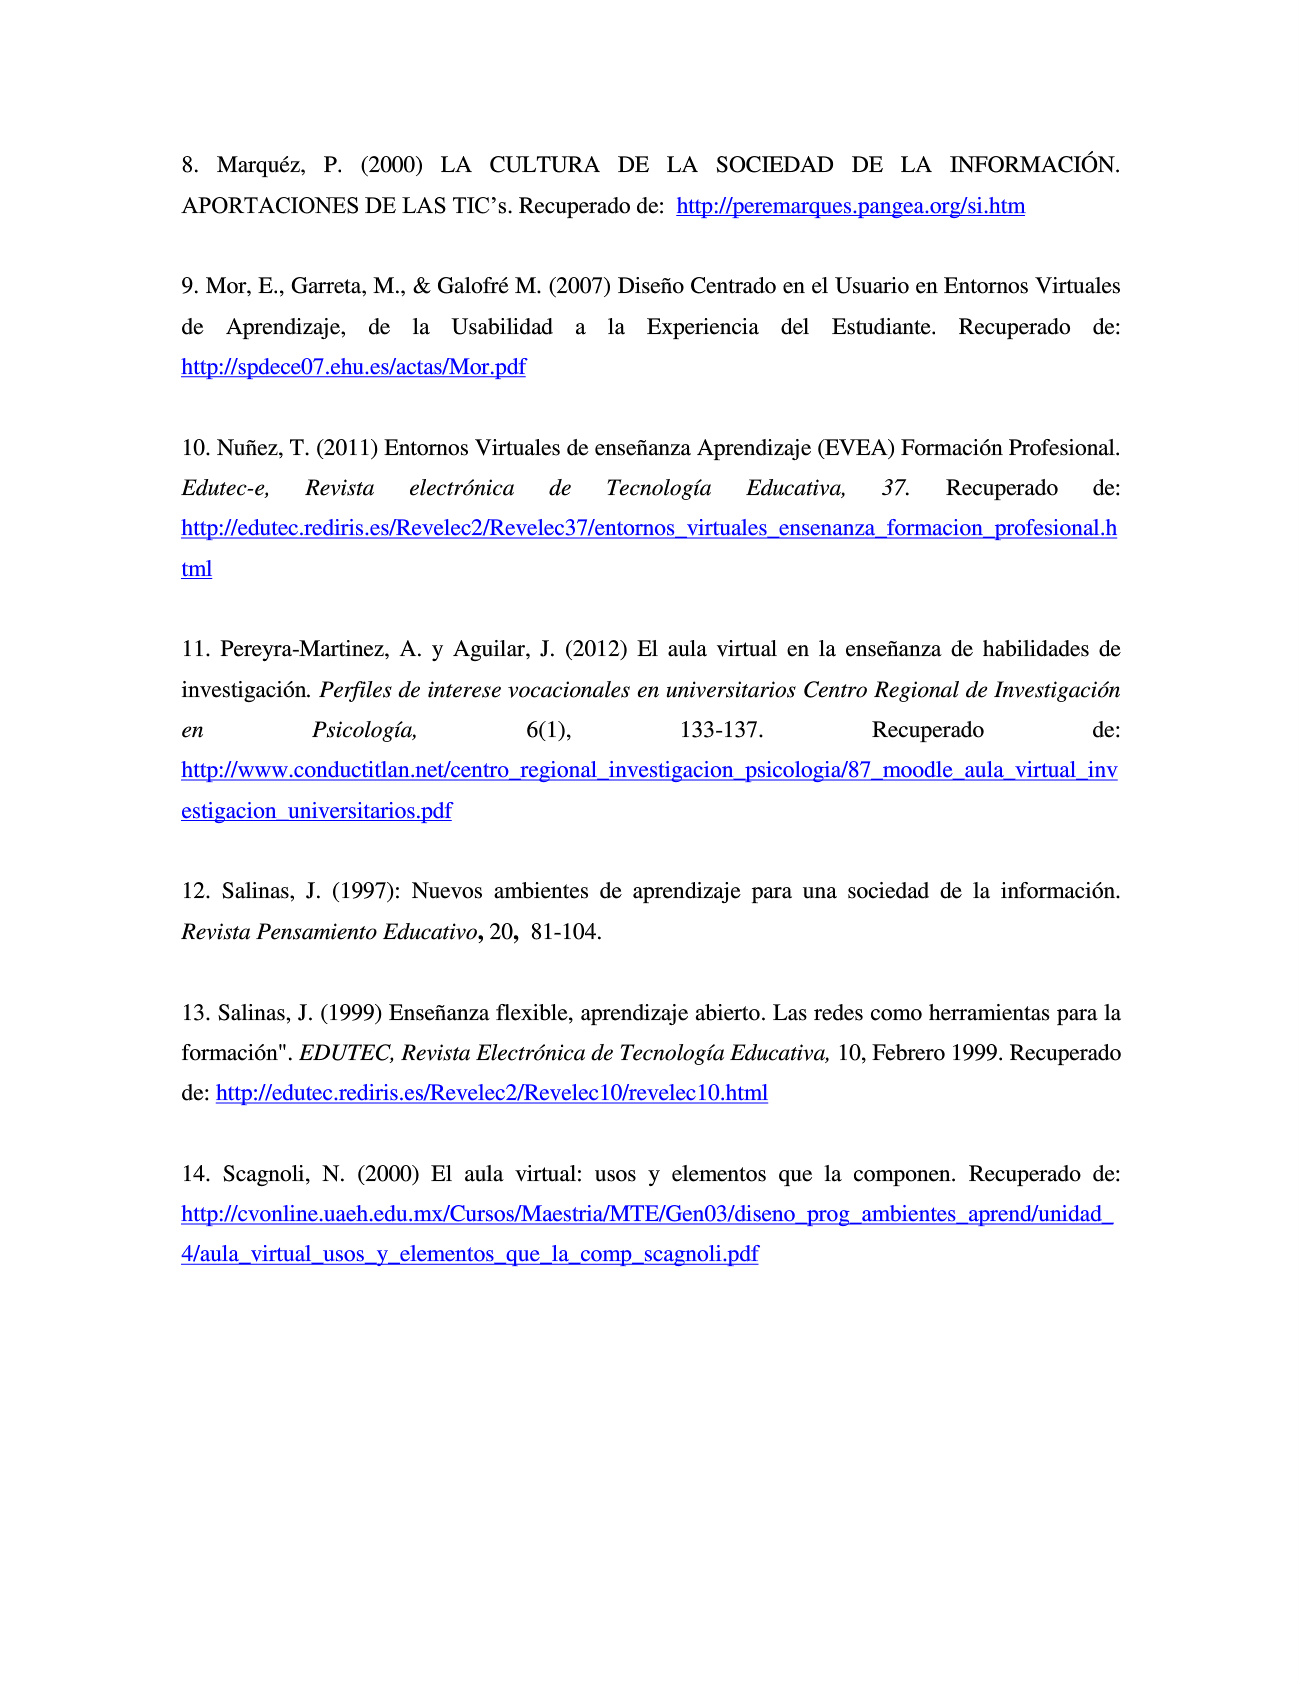 8. Marquéz, P. (2000) LA CULTURA DE LA SOCIEDAD DE LA INFORMACIÓN.
APORTACIONES DE LAS TIC’s. Recuperado de:  http://peremarques.pangea.org/si.htm
9. Mor, E., Garreta, M., & Galofré M. (2007) Diseño Centrado en el Usuario en Entornos Virtuales
de Aprendizaje, de la Usabilidad a la Experiencia del Estudiante. Recuperado de:
http://spdece07.ehu.es/actas/Mor.pdf
10. Nuñez, T. (2011) Entornos Virtuales de enseñanza Aprendizaje (EVEA) Formación Profesional.
Edutec-e, Revista electrónica de Tecnología Educativa, 37. Recuperado de:
http://edutec.rediris.es/Revelec2/Revelec37/entornos_virtuales_ensenanza_formacion_profesional.h
tml
11. Pereyra-Martinez, A. y Aguilar, J. (2012) El aula virtual en la enseñanza de habilidades de
investigación. Perfiles de interese vocacionales en universitarios Centro Regional de Investigación
en Psicología, 6(1), 133-137. Recuperado de:
http://www.conductitlan.net/centro_regional_investigacion_psicologia/87_moodle_aula_virtual_inv
estigacion_universitarios.pdf
12. Salinas, J. (1997): Nuevos ambientes de aprendizaje para una sociedad de la información.
Revista Pensamiento Educativo, 20,  81-104.
13. Salinas, J. (1999) Enseñanza flexible, aprendizaje abierto. Las redes como herramientas para la
formación". EDUTEC, Revista Electrónica de Tecnología Educativa, 10, Febrero 1999. Recuperado
de: http://edutec.rediris.es/Revelec2/Revelec10/revelec10.html
14. Scagnoli, N. (2000) El aula virtual: usos y elementos que la componen. Recuperado de:
http://cvonline.uaeh.edu.mx/Cursos/Maestria/MTE/Gen03/diseno_prog_ambientes_aprend/unidad_
4/aula_virtual_usos_y_elementos_que_la_comp_scagnoli.pdf